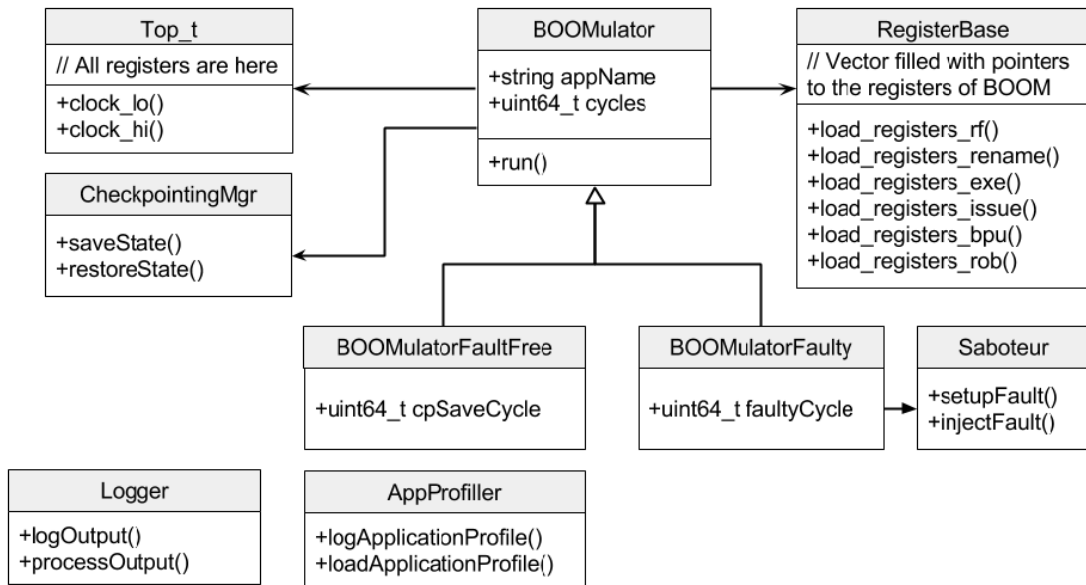 Top_t
// All registers are here
+clock_lo()
+clock_hi()
BOOMulator
+string appName
+uint64_t cycles
+run()
RegisterBase
// Vector filled with pointers
to the registers of BOOM
+load_registers_rf()
+load_registers_rename()
+load_registers_exe()
+load_registers_issue()
+load_registers_bpu()
+load_registers_rob()
CheckpointingMgr
+saveState()
+restoreState()
BOOMulatorFaultFree
+uint64_t cpSaveCycle
BOOMulatorFaulty
+uint64_t faultyCycle
Saboteur
+setupFault()
+injectFault()
Logger
+logOutput()
+processOutput()
AppProfiller
+logApplicationProfile()
+loadApplicationProfile()